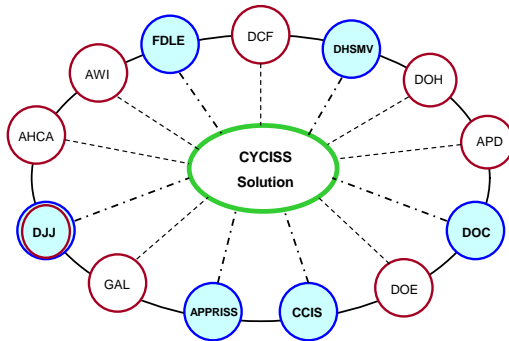 DCF
FDLE
DHSMV
AWI
DOH
AHCA
APD
CYCISS
Solution
DJJ
DOC
GAL
DOE
APPRISS
CCIS